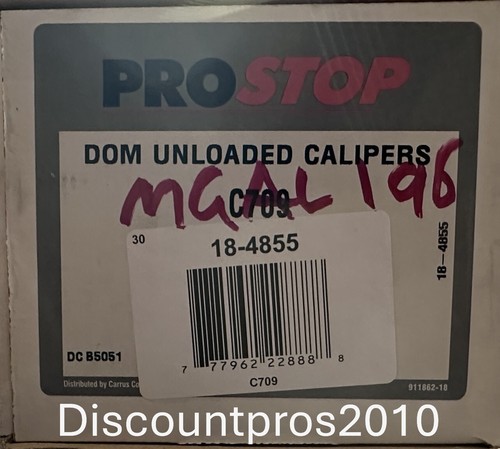 PROSTOP
DOM UNLOADED CALIPERS
C709
MGAL 196
30
18-4855
18-4855
DC B5051
7 77962 22888 8
C709
Distributed by Carrus Co
911862-18
Discountpros2010